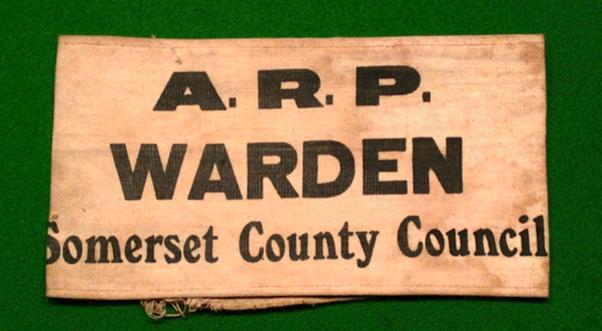 A.R.P.
WARDEN
Somerset County Council